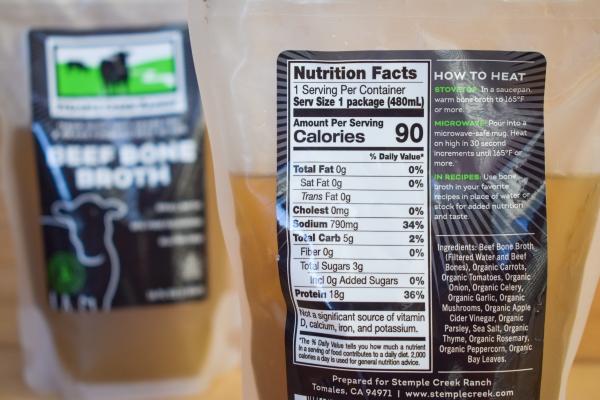 BEEF BONE
BROTH
Nutrition Facts
1 Serving Per Container
Serv Size 1 package (480mL)
Amount Per Serving
Calories 90
% Daily Value*
Total Fat 0g 0%
Sat Fat 0g 0%
Trans Fat 0g
Cholest 0mg 0%
Sodium 790mg 34%
Total Carb 5g 2%
Fiber 0g 0%
Total Sugars 3g
Incl 0g Added Sugars 0%
Protein 18g 36%
Not a significant source of vitamin
D, calcium, iron, and potassium.
*The % Daily Value tells you how much a nutrient
in a serving of food contributes to a daily diet. 2,000
calories a day is used for general nutrition advice.
HOW TO HEAT
STOVETOP: In a saucepan,
warm bone broth to 165°F
or more.
MICROWAVE: Pour into a
microwave-safe mug. Heat
on high in 30 second
increments until 165°F or
more.
IN RECIPES: Use bone
broth in your favorite
recipes in place of water or
stock for added nutrition
and taste.
Ingredients: Beef Bone Broth
(Filtered Water and Beef
Bones), Organic Carrots,
Organic Tomatoes, Organic
Onion, Organic Celery,
Organic Garlic, Organic
Mushrooms, Organic Apple
Cider Vinegar, Organic
Parsley, Sea Salt, Organic
Thyme, Organic Rosemary,
Organic Peppercorn, Organic
Bay Leaves.
Prepared for Stemple Creek Ranch
Tomales, CA 94971 | www.stemplecreek.com